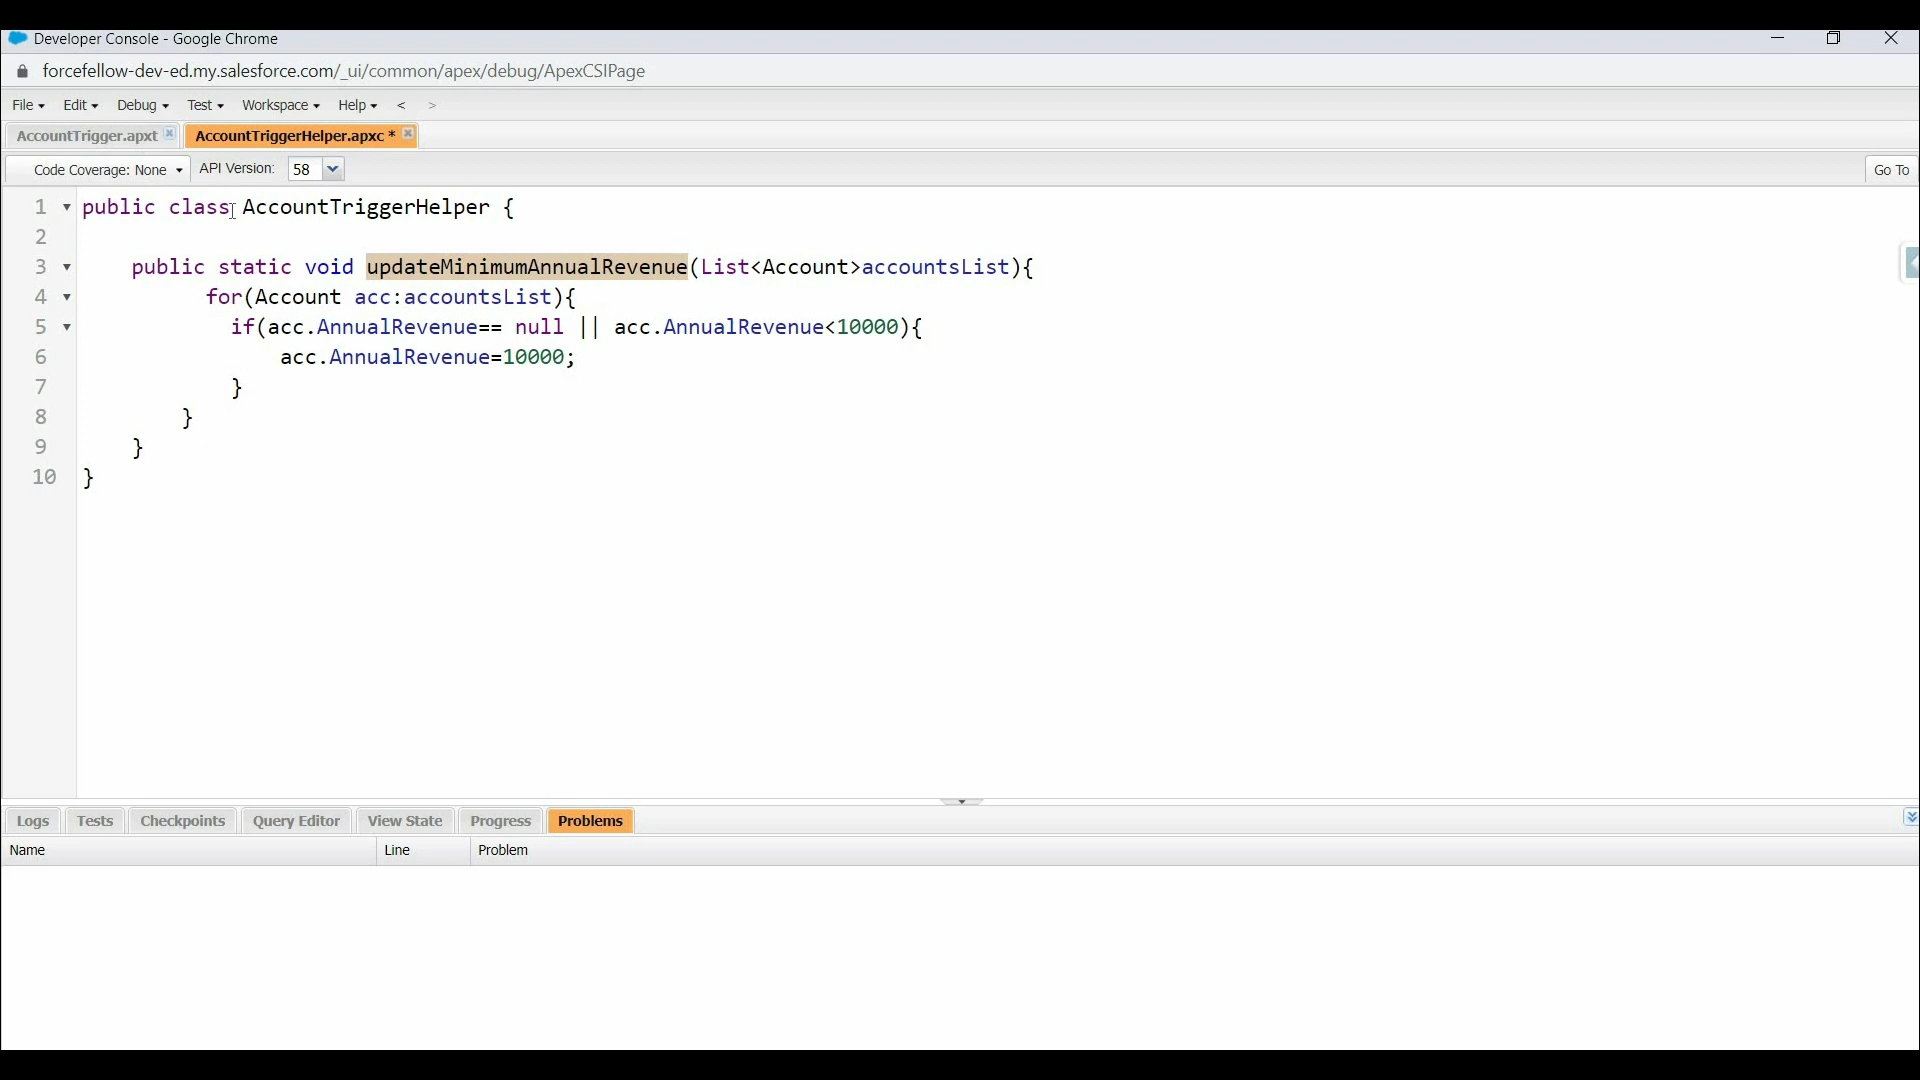 Developer Console - Google Chrome
forcefellow-dev-ed.my.salesforce.com/_ui/common/apex/debug/ApexCSIPage
File Edit Debug Test Workspace Help < >
AccountTrigger.apxt AccountTriggerHelper.apxc *
Code Coverage: None API Version: 58 Go To
1 public class AccountTriggerHelper {
2
3 public static void updateMinimumAnnualRevenue(List<Account>accountsList){
4 for(Account acc:accountsList){
5 if(acc.AnnualRevenue== null || acc.AnnualRevenue<10000){
6 acc.AnnualRevenue=10000;
7 }
8 }
9 }
10 }
Logs Tests Checkpoints Query Editor View State Progress Problems
Name Line Problem